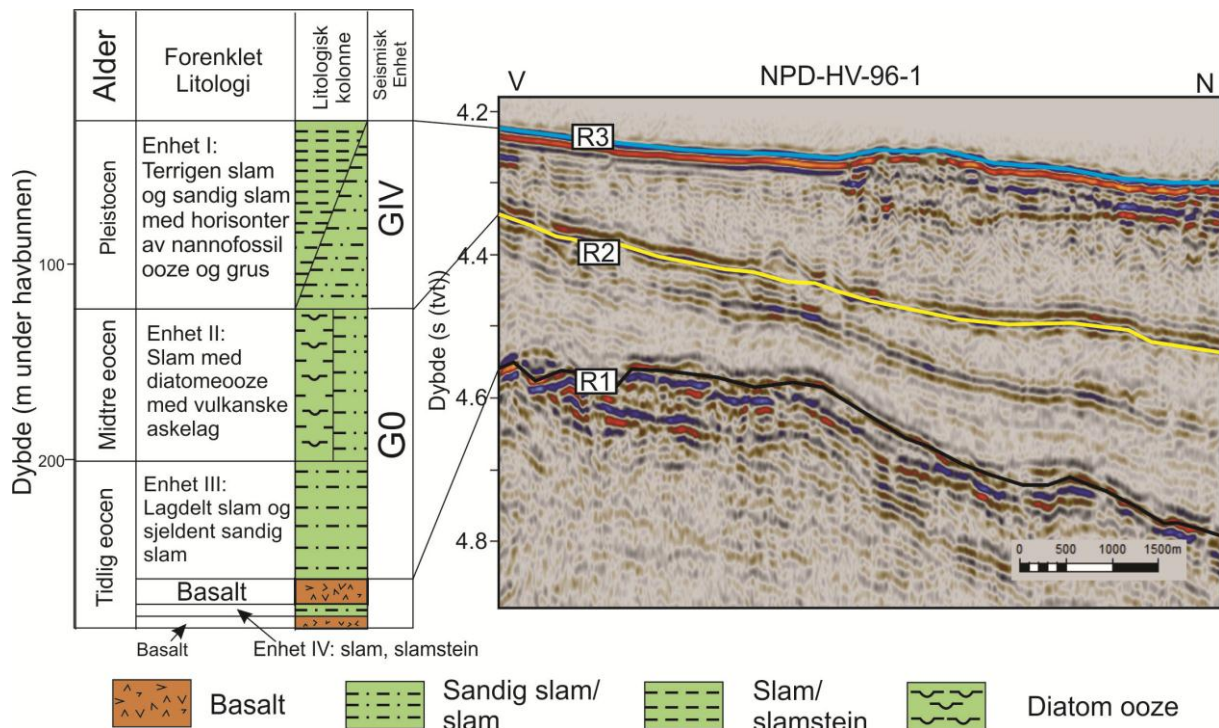 Alder
Forenklet
Litologi
Litologisk
kolonne
Seismisk
Enhet
Dybde (m under havbunnen)
100
200
Pleistocen
Midtre eocen
Tidlig eocen
Enhet I:
Terrigen slam
og sandig slam
med horisonter
av nannofossil
ooze og grus
Enhet II:
Slam med
diatomeooze
med vulkanske
askelag
Enhet III:
Lagdelt slam og
sjeldent sandig
slam
Basalt
Basalt
Enhet IV: slam, slamstein
GIV
G0
V
NPD-HV-96-1
N
Dybde (s (tvt)
4.2
4.4
4.6
4.8
R3
R2
R1
0
500
1000
1500m
Basalt
Sandig slam/
slam
Slam/
slamstein
Diatom ooze